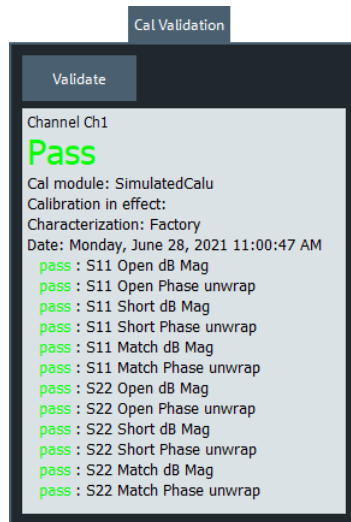 Cal Validation
Validate
Channel Ch1
Pass
Cal module: SimulatedCalu
Calibration in effect:
Characterization: Factory
Date: Monday, June 28, 2021 11:00:47 AM
pass : S11 Open dB Mag
pass : S11 Open Phase unwrap
pass : S11 Short dB Mag
pass : S11 Short Phase unwrap
pass : S11 Match dB Mag
pass : S11 Match Phase unwrap
pass : S22 Open dB Mag
pass : S22 Open Phase unwrap
pass : S22 Short dB Mag
pass : S22 Short Phase unwrap
pass : S22 Match dB Mag
pass : S22 Match Phase unwrap